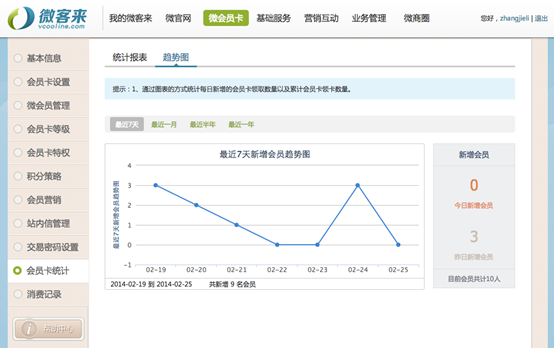 微客来
vcooline.com
我的微客来 微官网 微会员卡 基础服务 营销互动 业务管理 微商圈
您好，zhangjieli | 退出
基本信息
会员卡设置
微会员管理
会员卡等级
会员卡特权
积分策略
会员营销
站内信管理
交易密码设置
会员卡统计
消费记录
帮助中心
统计报表 趋势图
提示：1、通过图表的方式统计每日新增的会员卡领取数量以及累计会员卡领卡数量。
最近7天 最近一月 最近半年 最近一年
最近7天新增会员趋势图
最近7天新增会员趋势图
4
3
2
1
0
-1
02-19 02-20 02-21 02-22 02-23 02-24 02-25
2014-02-19 到 2014-02-25 共新增 9 名会员
新增会员
0
今日新增会员
3
昨日新增会员
目前会员共计10人